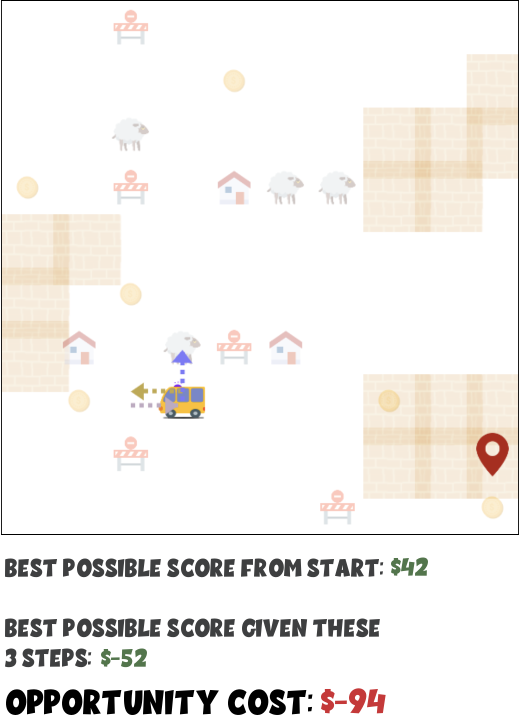 BEST POSSIBLE SCORE FROM START: $42
BEST POSSIBLE SCORE GIVEN THESE
3 STEPS: $-52
OPPORTUNITY COST: $-94